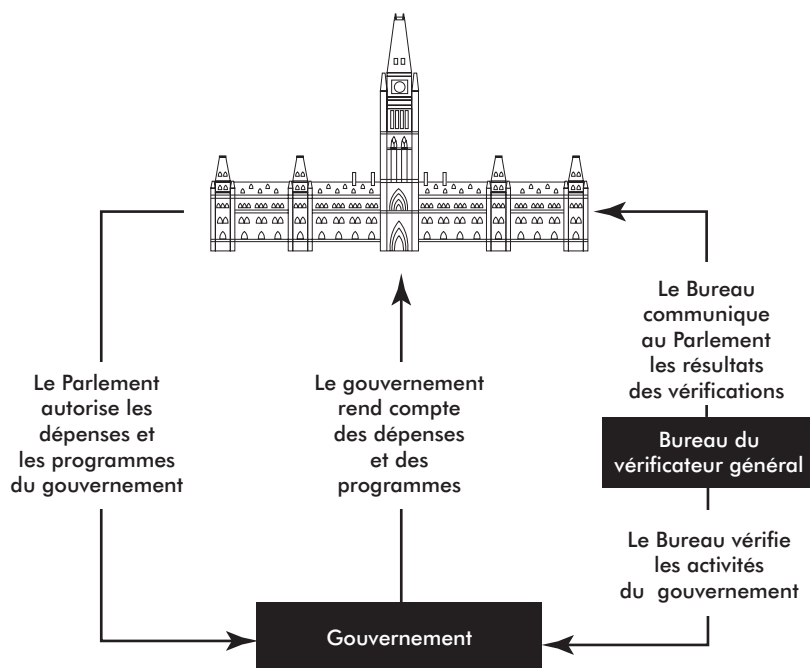 Le Parlement
autorise les
dépenses et
les programmes
du gouvernement
Le gouvernement
rend compte
des dépenses
et des
programmes
Le Bureau
communique
au Parlement
les résultats
des vérifications
Bureau du
vérificateur général
Le Bureau vérifie
les activités
du gouvernement
Gouvernement